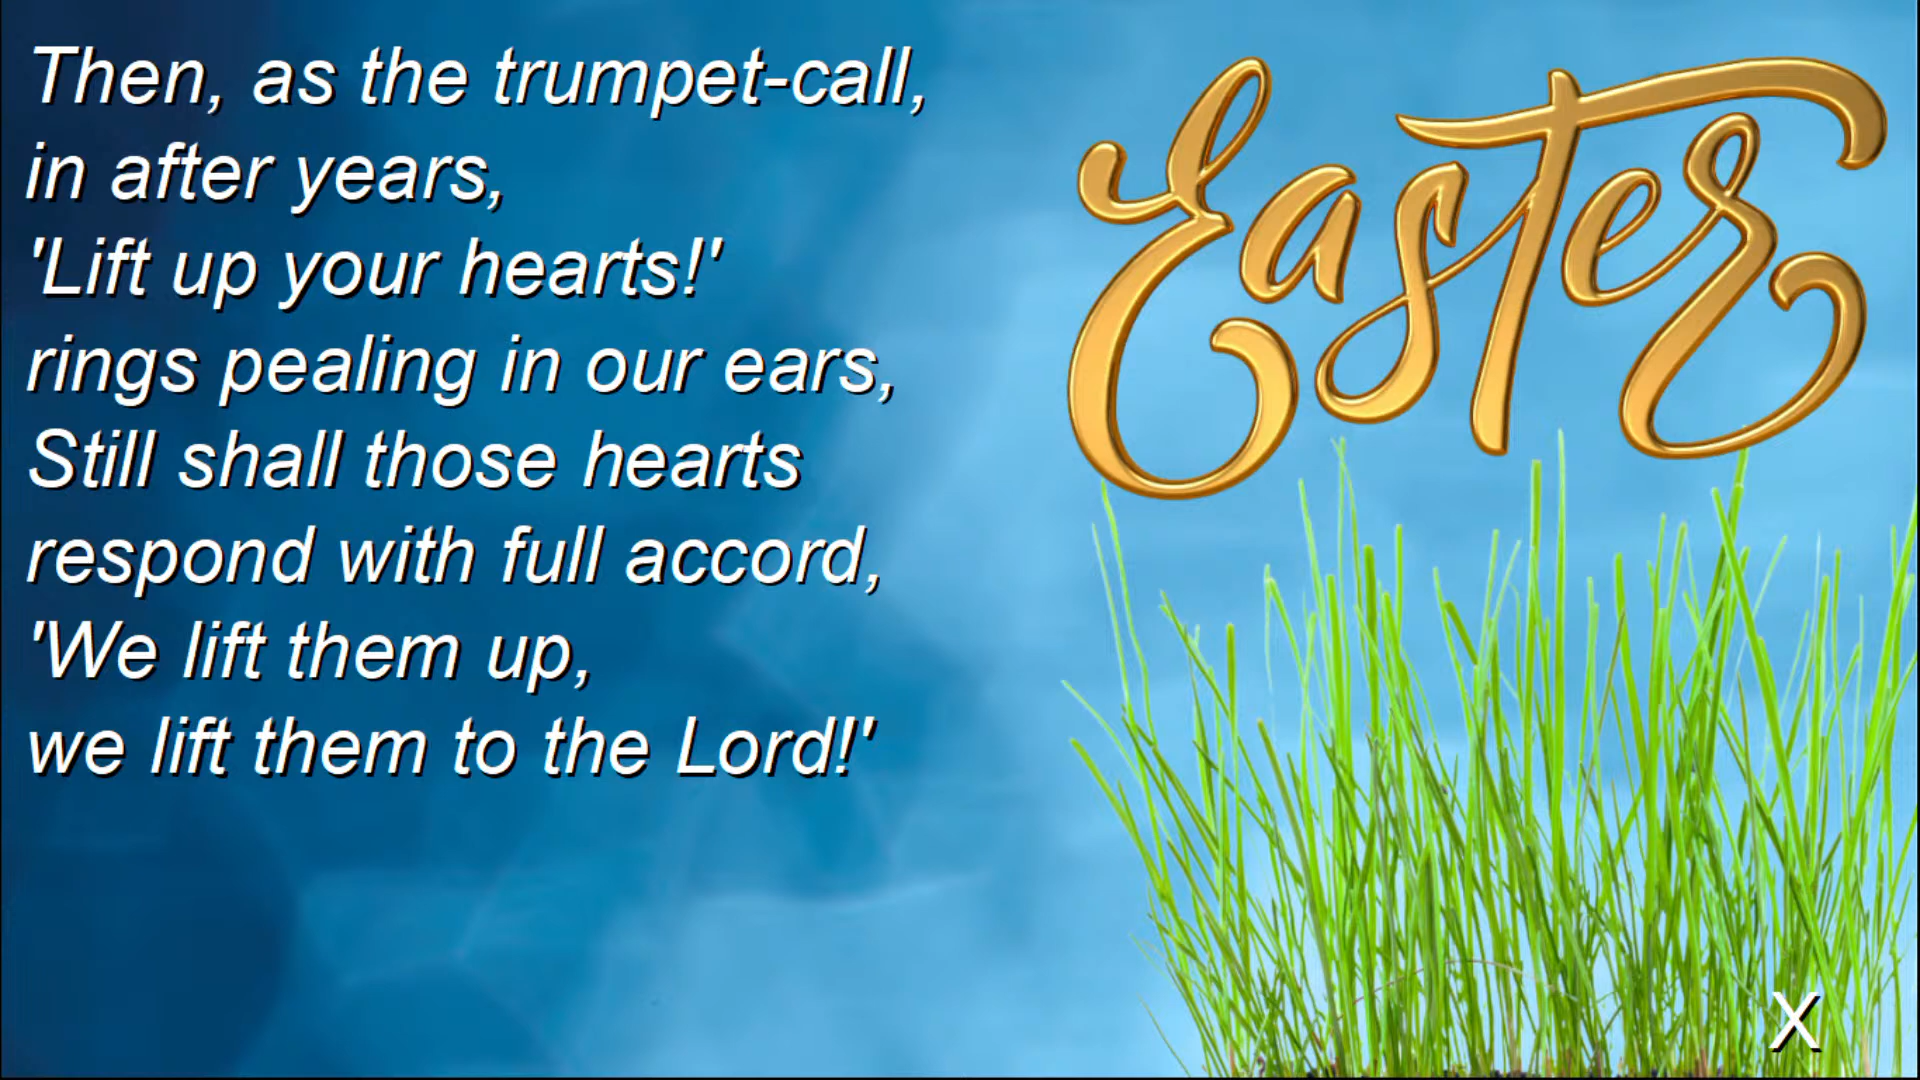 Then, as the trumpet-call,
in after years,
'Lift up your hearts!'
rings pealing in our ears,
Still shall those hearts
respond with full accord,
'We lift them up,
we lift them to the Lord!'
Easter
X